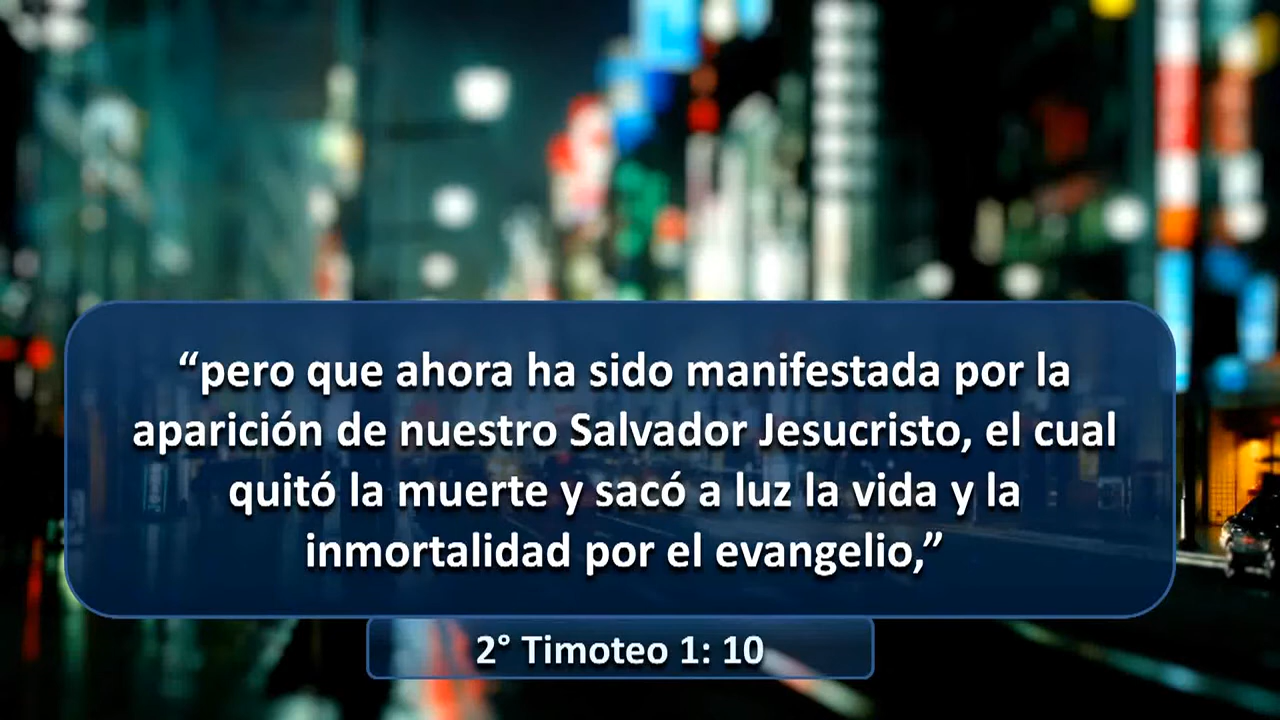 “pero que ahora ha sido manifestada por la
aparición de nuestro Salvador Jesucristo, el cual
quitó la muerte y sacó a luz la vida y la
inmortalidad por el evangelio,”
2° Timoteo 1: 10